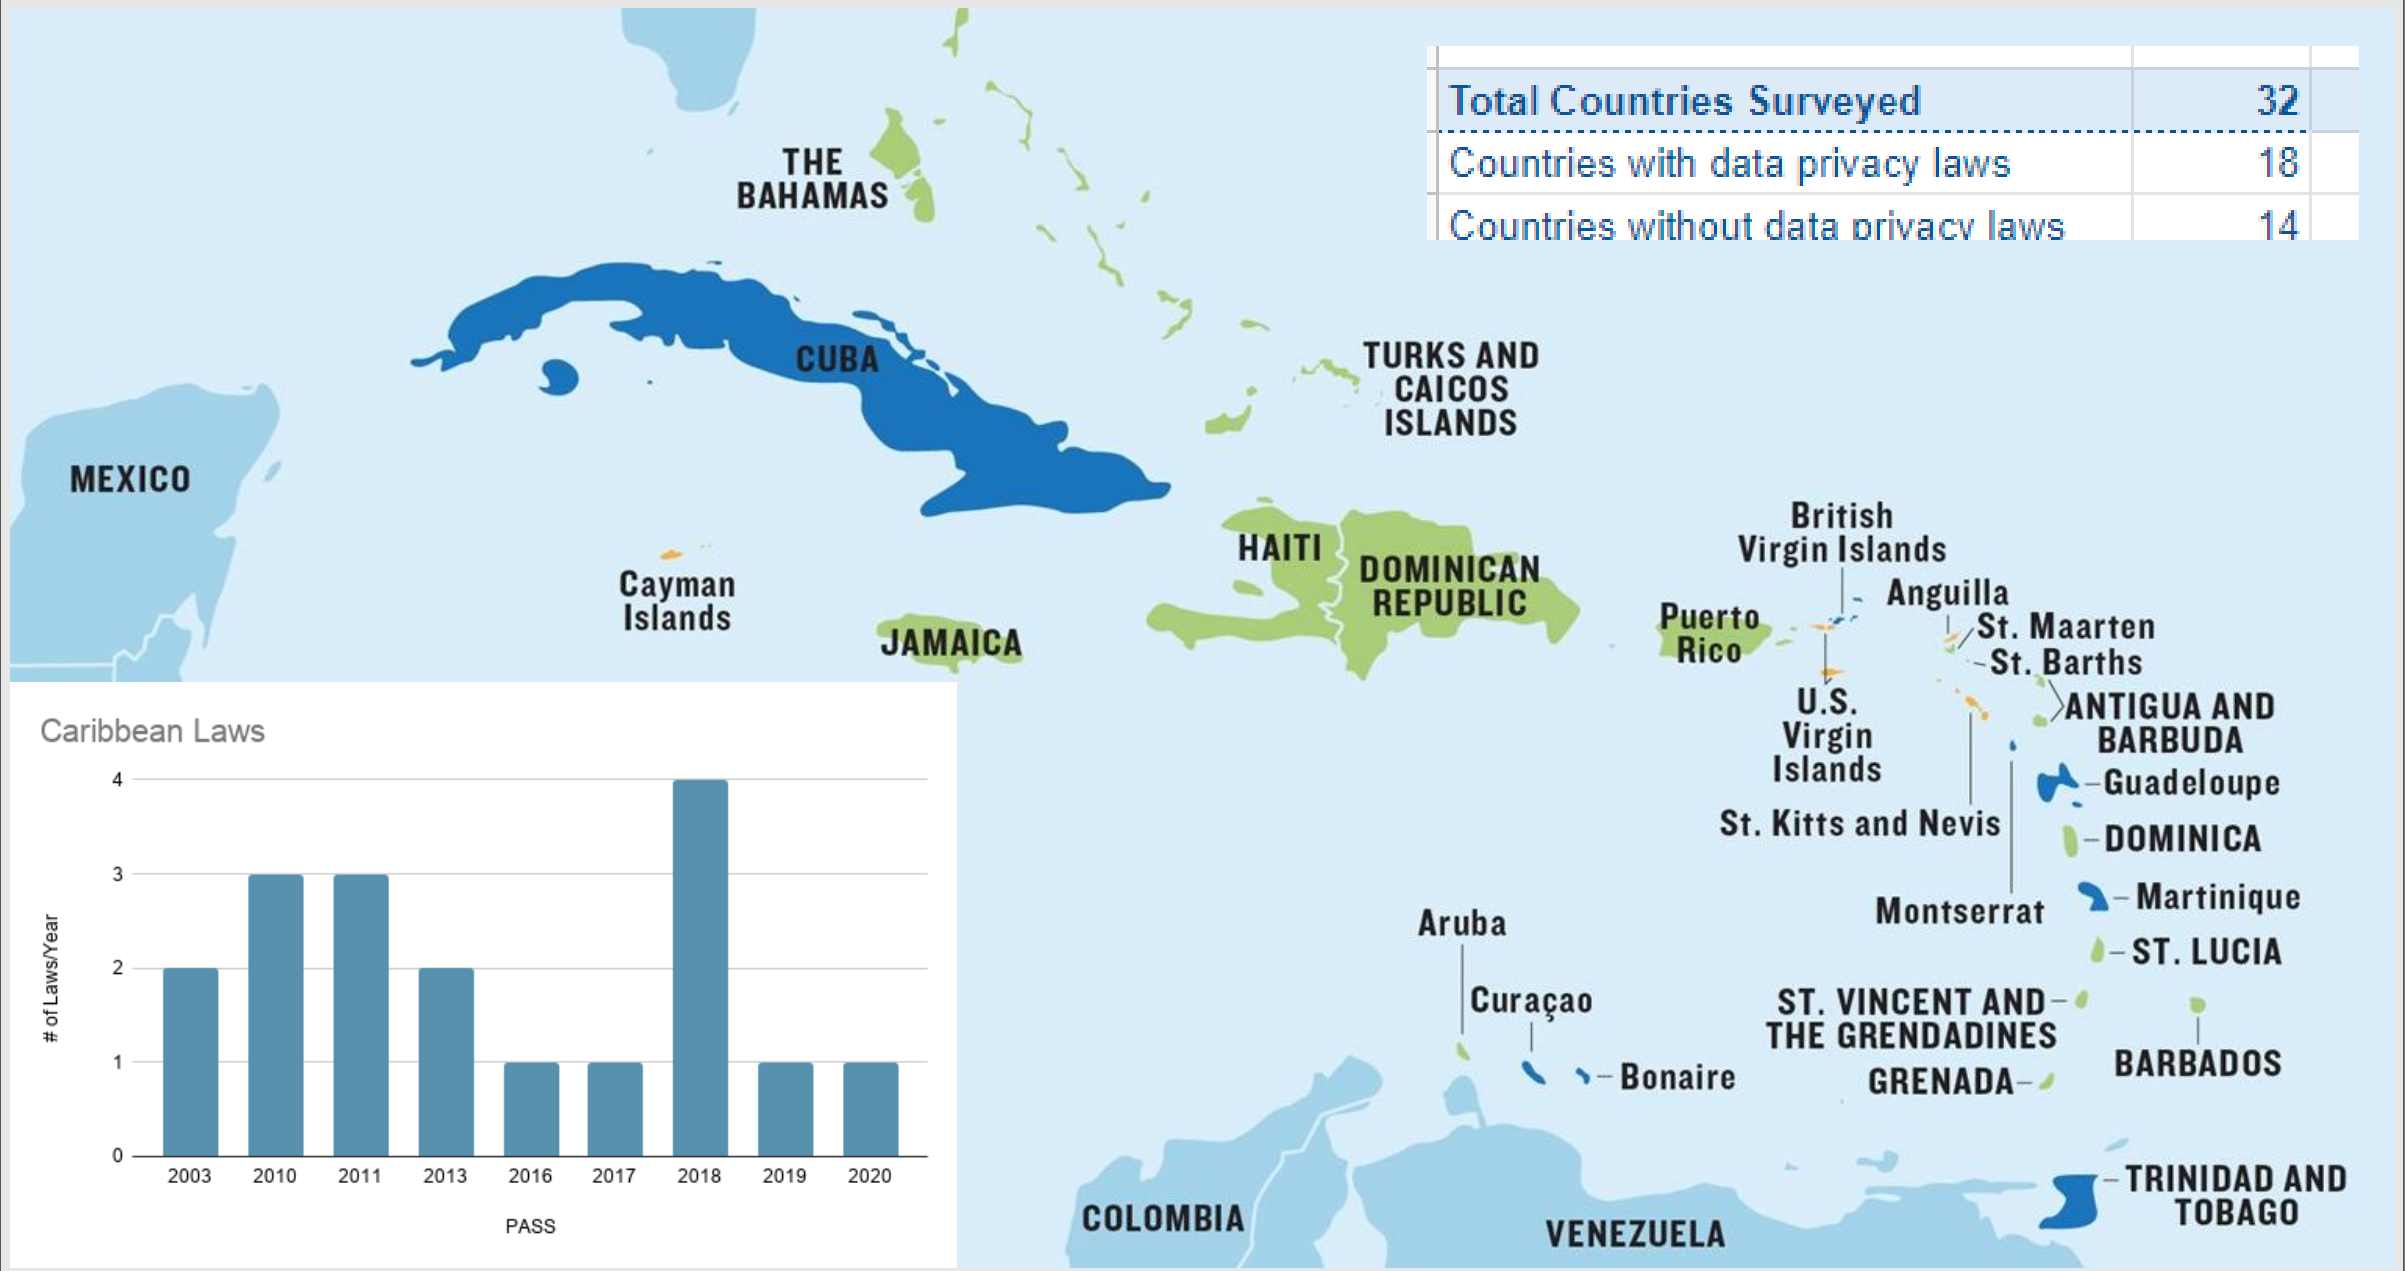 Total Countries Surveyed 32
Countries with data privacy laws 18
Countries without data privacy laws 14
THE
BAHAMAS
CUBA
TURKS AND
CAICOS
ISLANDS
MEXICO
Cayman
Islands
JAMAICA
HAITI
DOMINICAN
REPUBLIC
Puerto
Rico
British
Virgin Islands
Anguilla
St. Maarten
St. Barths
U.S.
Virgin
Islands
ANTIGUA AND
BARBUDA
Guadeloupe
St. Kitts and Nevis
DOMINICA
Montserrat
Martinique
ST. LUCIA
Aruba
Curaçao
Bonaire
ST. VINCENT AND
THE GRENDADINES
GRENADA
BARBADOS
TRINIDAD AND
TOBAGO
COLOMBIA
VENEZUELA
Caribbean Laws
# of Laws/Year
4
3
2
1
0
2003 2010 2011 2013 2016 2017 2018 2019 2020
PASS